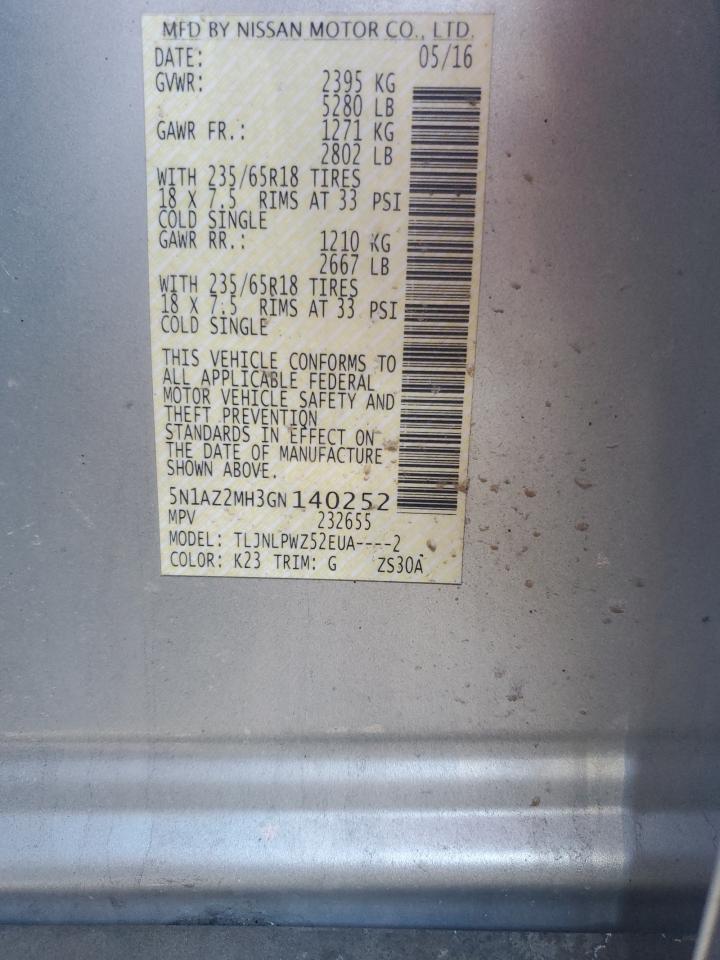 MFD BY NISSAN MOTOR CO., LTD.
DATE: 05/16
GVWR: 2395 KG
5280 LB
GAWR FR.: 1271 KG
2802 LB
WITH 235/65R18 TIRES
18 X 7.5 RIMS AT 33 PSI
COLD SINGLE
GAWR RR.: 1210 KG
2667 LB
WITH 235/65R18 TIRES
18 X 7.5 RIMS AT 33 PSI
COLD SINGLE
THIS VEHICLE CONFORMS TO
ALL APPLICABLE FEDERAL
MOTOR VEHICLE SAFETY AND
THEFT PREVENTION
STANDARDS IN EFFECT ON
THE DATE OF MANUFACTURE
SHOWN ABOVE.
5N1AZ2MH3GN140252
MPV 232655
MODEL: TLJNLPWZ52EUA----2
COLOR: K23 TRIM: G ZS30A